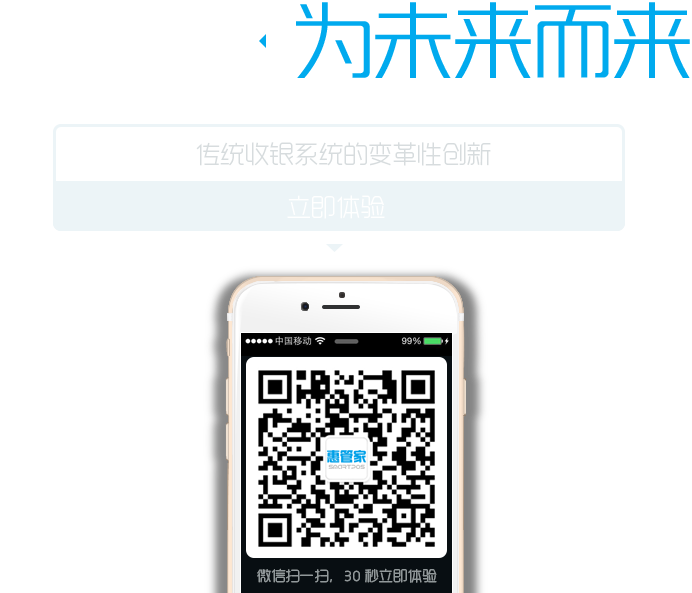 为未来而来
传统收银系统的变革性创新
立即体验
中国移动 99%
惠管家
SMARTPOS
微信扫一扫，30 秒立即体验